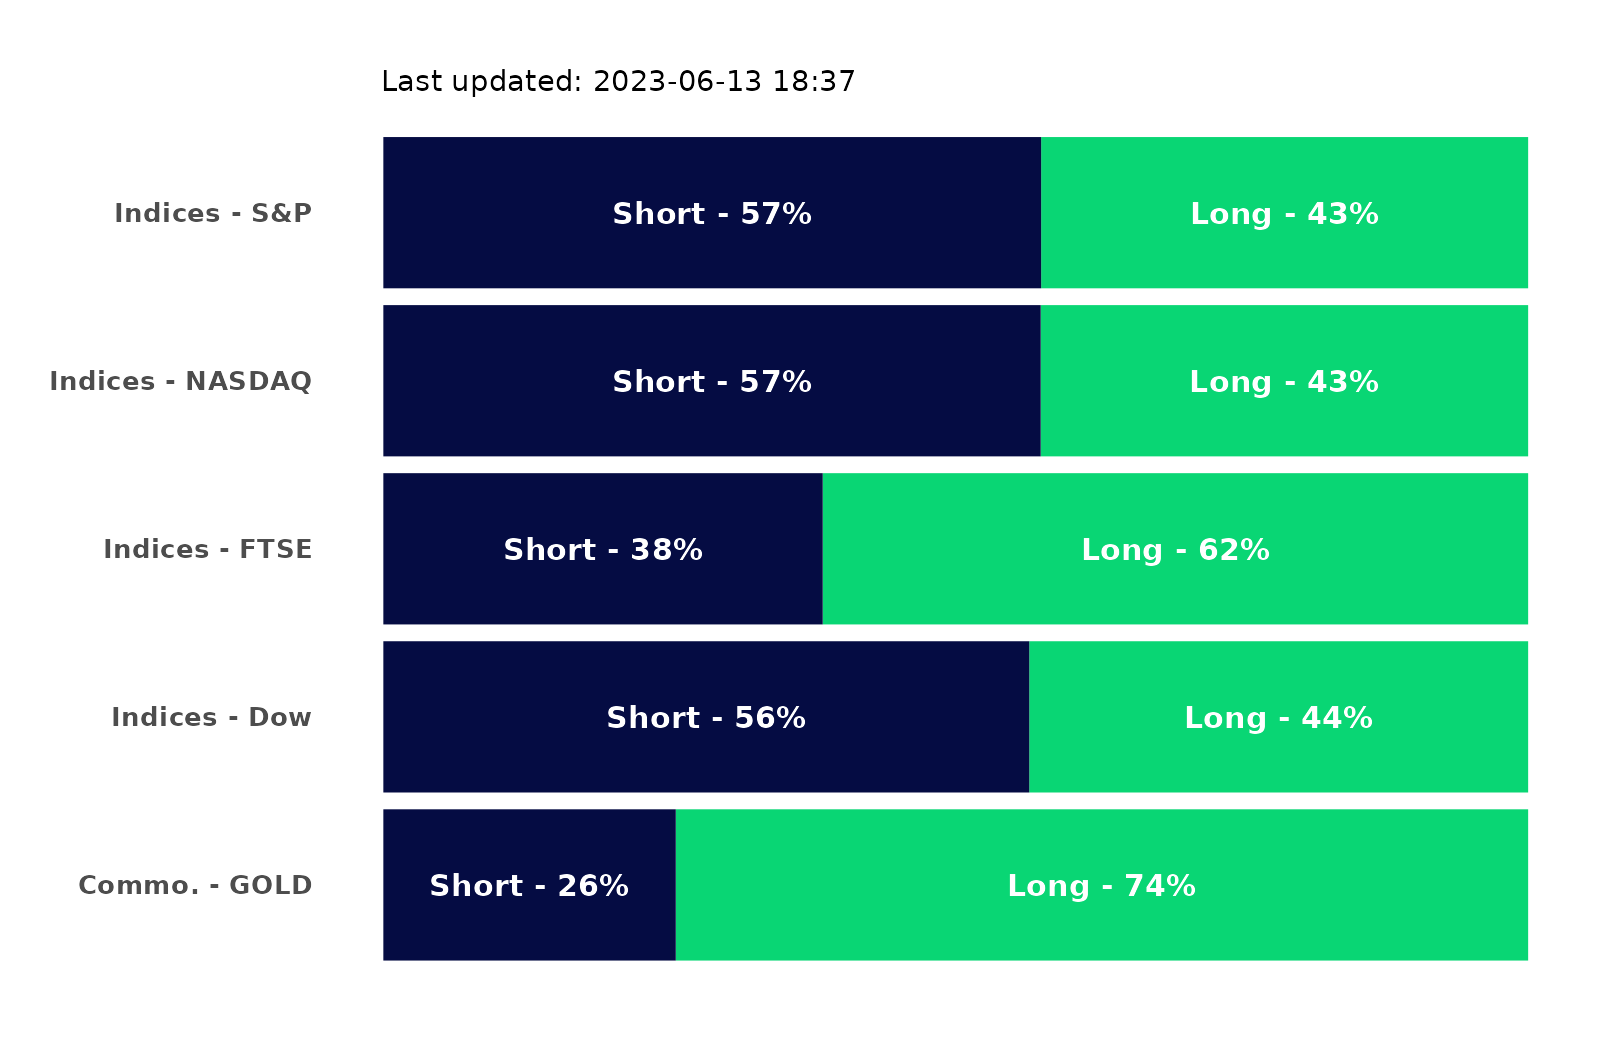 Last updated: 2023-06-13 18:37
Indices - S&P Short - 57% Long - 43%
Indices - NASDAQ Short - 57% Long - 43%
Indices - FTSE Short - 38% Long - 62%
Indices - Dow Short - 56% Long - 44%
Commo. - GOLD Short - 26% Long - 74%